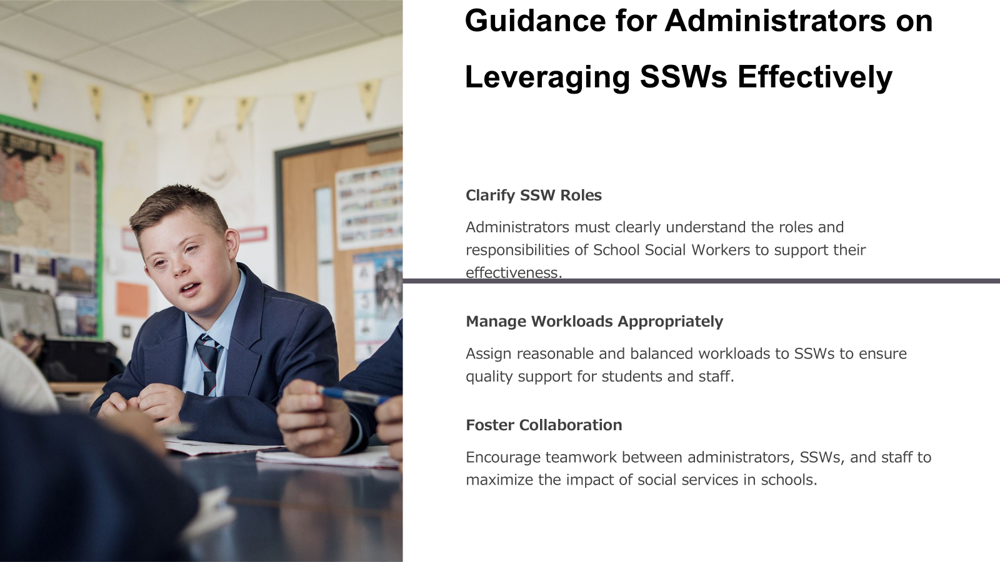 Guidance for Administrators on
Leveraging SSWs Effectively
Clarify SSW Roles
Administrators must clearly understand the roles and
responsibilities of School Social Workers to support their
effectiveness.
Manage Workloads Appropriately
Assign reasonable and balanced workloads to SSWs to ensure
quality support for students and staff.
Foster Collaboration
Encourage teamwork between administrators, SSWs, and staff to
maximize the impact of social services in schools.